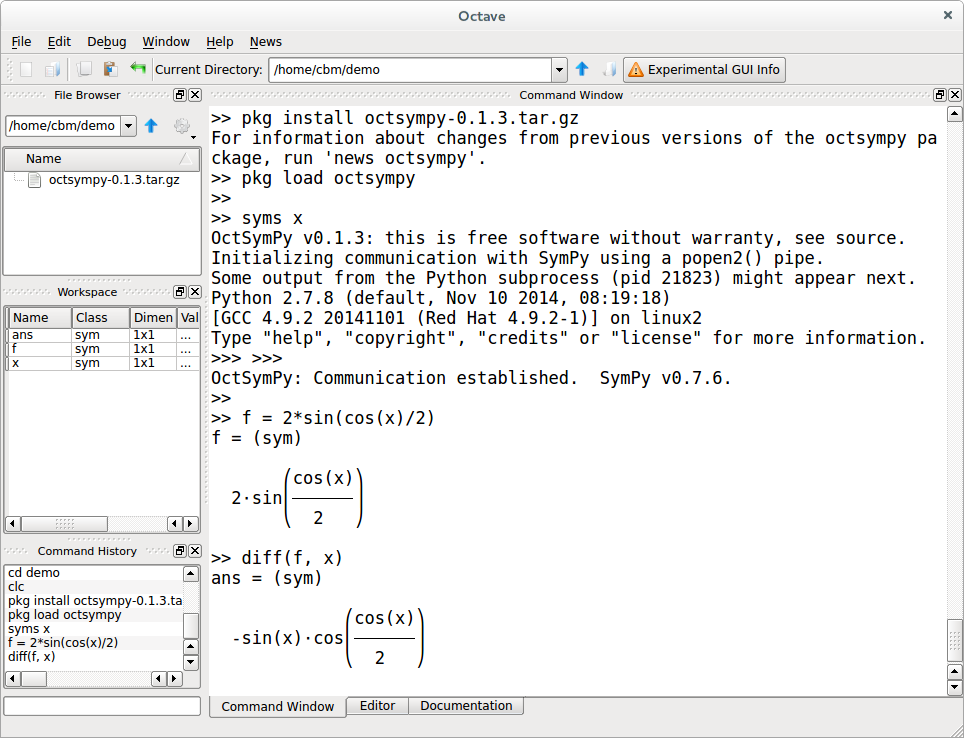 Octave
File Edit Debug Window Help News
Current Directory: /home/cbm/demo Experimental GUI Info
File Browser
/home/cbm/demo
Name
octsympy-0.1.3.tar.gz
Workspace
Name Class Dimen Val
ans sym 1x1 ...
f sym 1x1 ...
x sym 1x1 ...
Command History
cd demo
clc
pkg install octsympy-0.1.3.ta
pkg load octsympy
syms x
f = 2*sin(cos(x)/2)
diff(f, x)
Command Window
>> pkg install octsympy-0.1.3.tar.gz
For information about changes from previous versions of the octsympy pa
ckage, run 'news octsympy'.
>> pkg load octsympy
>>
>> syms x
OctSymPy v0.1.3: this is free software without warranty, see source.
Initializing communication with SymPy using a popen2() pipe.
Some output from the Python subprocess (pid 21823) might appear next.
Python 2.7.8 (default, Nov 10 2014, 08:19:18)
[GCC 4.9.2 20141101 (Red Hat 4.9.2-1)] on linux2
Type "help", "copyright", "credits" or "license" for more information.
>>> >>>
OctSymPy: Communication established.  SymPy v0.7.6.
>>
>> f = 2*sin(cos(x)/2)
f = (sym)
cos(x)
2·sin
2
>> diff(f, x)
ans = (sym)
cos(x)
-sin(x)·cos
2
Command Window Editor Documentation